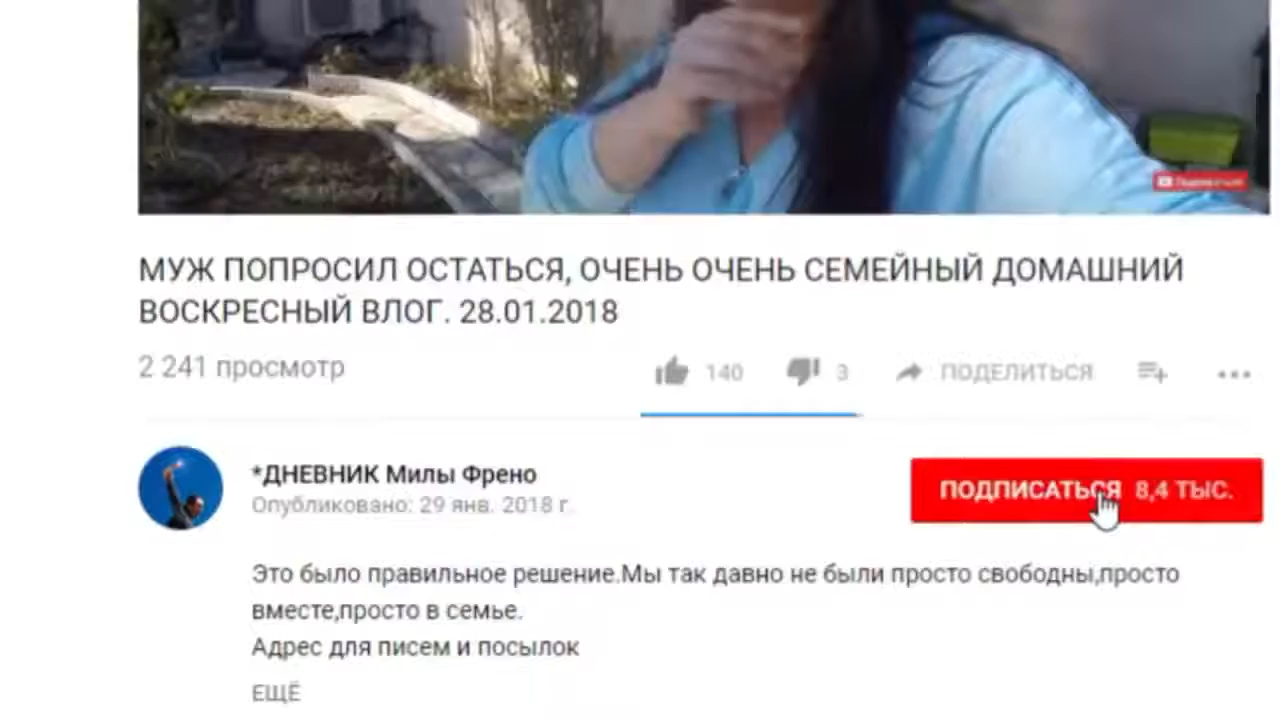 МУЖ ПОПРОСИЛ ОСТАТЬСЯ, ОЧЕНЬ ОЧЕНЬ СЕМЕЙНЫЙ ДОМАШНИЙ
ВОСКРЕСНЫЙ ВЛОГ. 28.01.2018
2 241 просмотр
140 3 ПОДЕЛИТЬСЯ
*ДНЕВНИК Милы Френо
Опубликовано: 29 янв. 2018 г.
ПОДПИСАТЬСЯ 8,4 ТЫС.
Это было правильное решение.Мы так давно не были просто свободны,просто
вместе,просто в семье.
Адрес для писем и посылок
ЕЩЁ